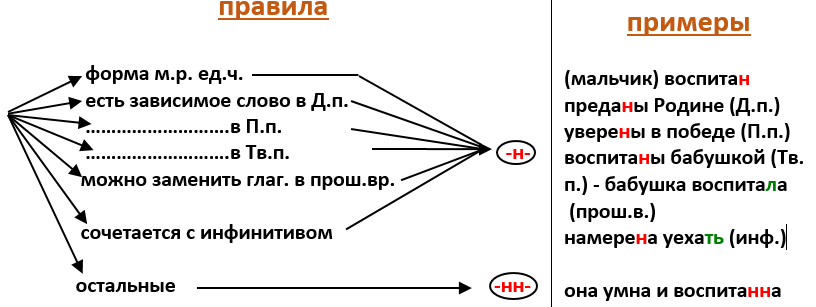 правила
форма м.р. ед.ч.
есть зависимое слово в Д.п.
.............................в П.п.
.............................в Тв.п.
можно заменить глаг. в прош.вр.
сочетается с инфинитивом
остальные
-н-
-нн-
примеры
(мальчик) воспитан
преданы Родине (Д.п.)
уверены в победе (П.п.)
воспитаны бабушкой (Тв.
п.) - бабушка воспитала
(прош.в.)
намерена уехать (инф.)
она умна и воспитанна